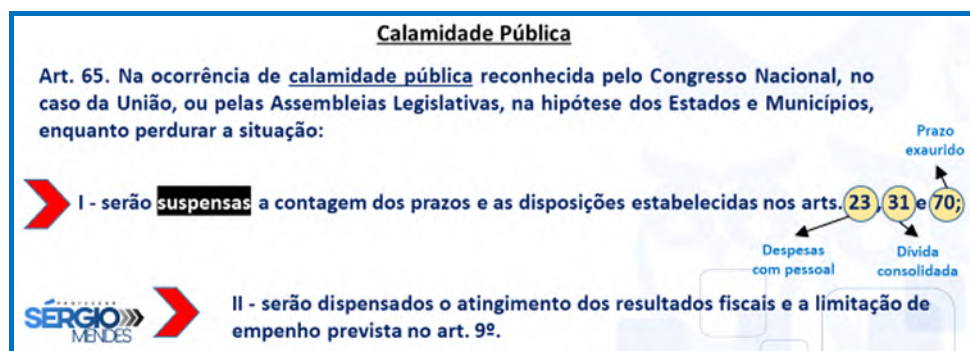 Calamidade Pública
Art. 65. Na ocorrência de calamidade pública reconhecida pelo Congresso Nacional, no
caso da União, ou pelas Assembleias Legislativas, na hipótese dos Estados e Municípios,
enquanto perdurar a situação:
Prazo
exaurido
I - serão suspensas a contagem dos prazos e as disposições estabelecidas nos arts. 23, 31 e 70;
Despesas
com pessoal
Dívida
consolidada
II - serão dispensados o atingimento dos resultados fiscais e a limitação de
empenho prevista no art. 9º.
PROFESSOR
SÉRGIO
MENDES